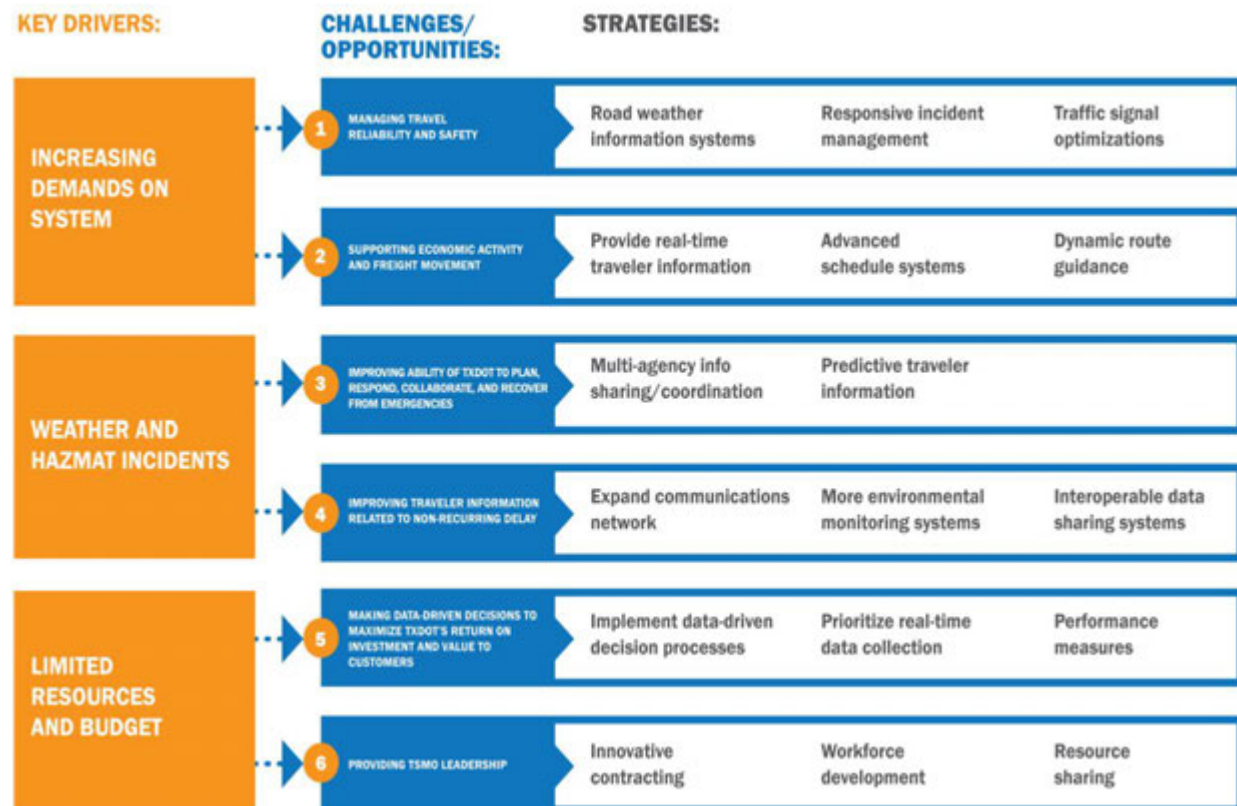 KEY DRIVERS:
CHALLENGES/
OPPORTUNITIES:
STRATEGIES:
INCREASING
DEMANDS ON
SYSTEM
1
MANAGING TRAVEL
RELIABILITY AND SAFETY
Road weather
information systems
Responsive incident
management
Traffic signal
optimizations
2
SUPPORTING ECONOMIC ACTIVITY
AND FREIGHT MOVEMENT
Provide real-time
traveler information
Advanced
schedule systems
Dynamic route
guidance
WEATHER AND
HAZMAT INCIDENTS
3
IMPROVING ABILITY OF TXDOT TO PLAN,
RESPOND, COLLABORATE, AND RECOVER
FROM EMERGENCIES
Multi-agency info
sharing/coordination
Predictive traveler
information
4
IMPROVING TRAVELER INFORMATION
RELATED TO NON-RECURRING DELAY
Expand communications
network
More environmental
monitoring systems
Interoperable data
sharing systems
LIMITED
RESOURCES
AND BUDGET
5
MAKING DATA-DRIVEN DECISIONS TO
MAXIMIZE TXDOT'S RETURN ON
INVESTMENT AND VALUE TO
CUSTOMERS
Implement data-driven
decision processes
Prioritize real-time
data collection
Performance
measures
6
PROVIDING TSMO LEADERSHIP
Innovative
contracting
Workforce
development
Resource
sharing